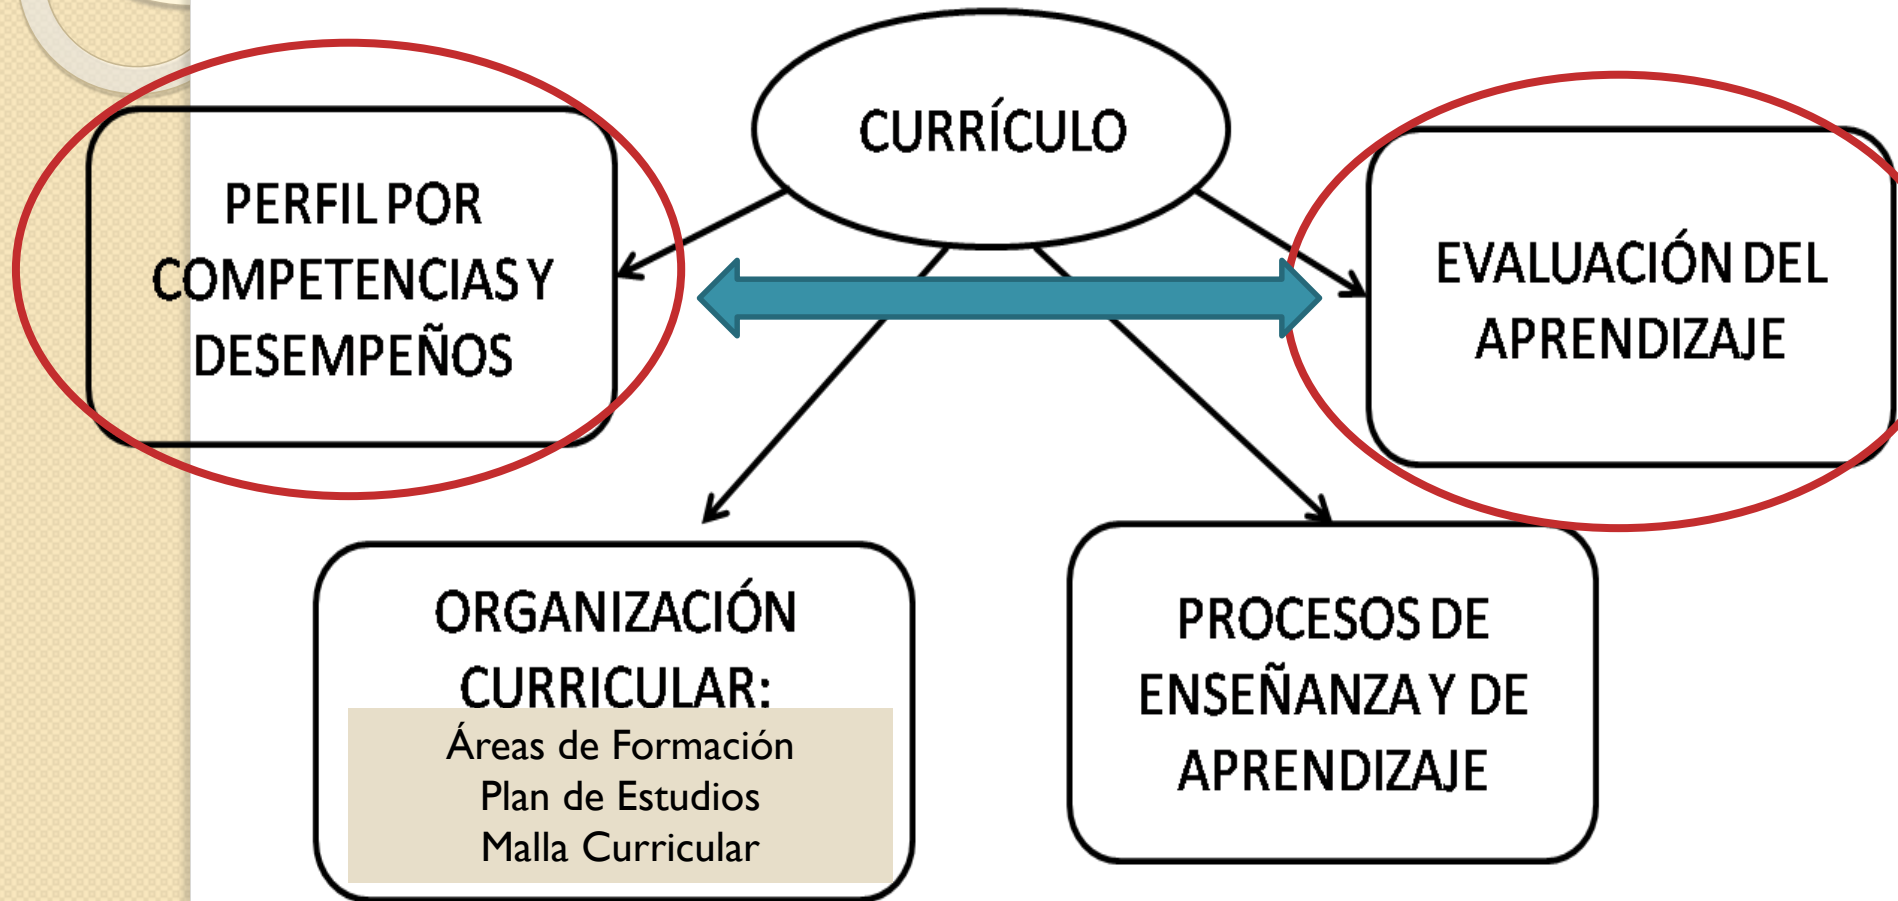 CURRÍCULO
PERFIL POR
COMPETENCIAS Y
DESEMPEÑOS
EVALUACIÓN DEL
APRENDIZAJE
ORGANIZACIÓN
CURRICULAR:
Áreas de Formación
Plan de Estudios
Malla Curricular
PROCESOS DE
ENSEÑANZA Y DE
APRENDIZAJE